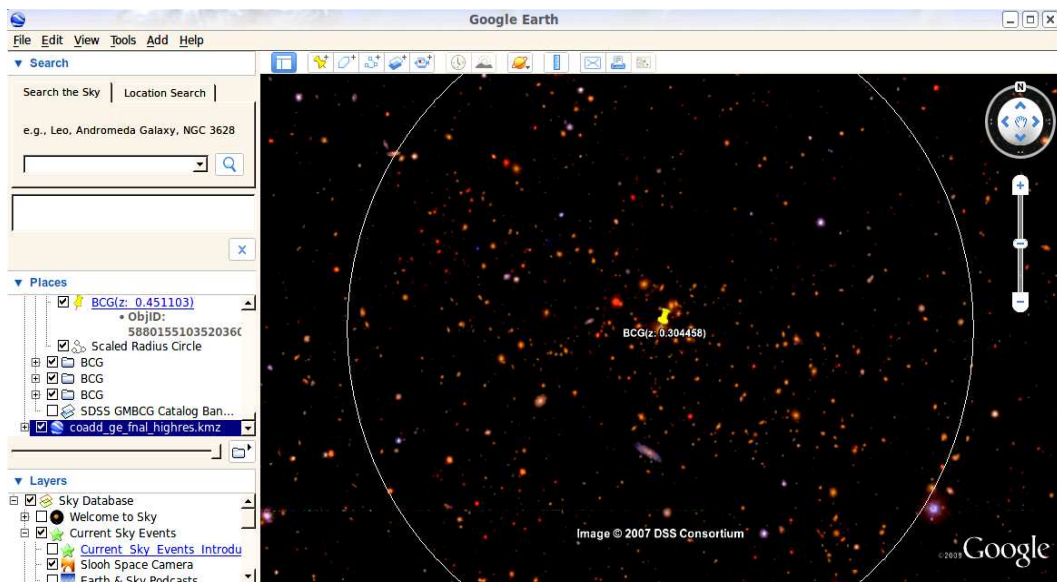 Google Earth
File Edit View Tools Add Help
Search
Search the Sky Location Search
e.g., Leo, Andromeda Galaxy, NGC 3628
Places
BCG(z: 0.451103)
• ObjID:
Scaled Radius Circle
BCG
BCG
BCG
SDSS GMBCG Catalog Ban...
coadd_ge_fnal_highres.kmz
Layers
Sky Database
Welcome to Sky
Current Sky Events
Current Sky Events Introdu
Slooh Space Camera
Earth & Sky Podcasts
N
BCG(z: 0.304458)
Image © 2007 DSS Consortium
Google